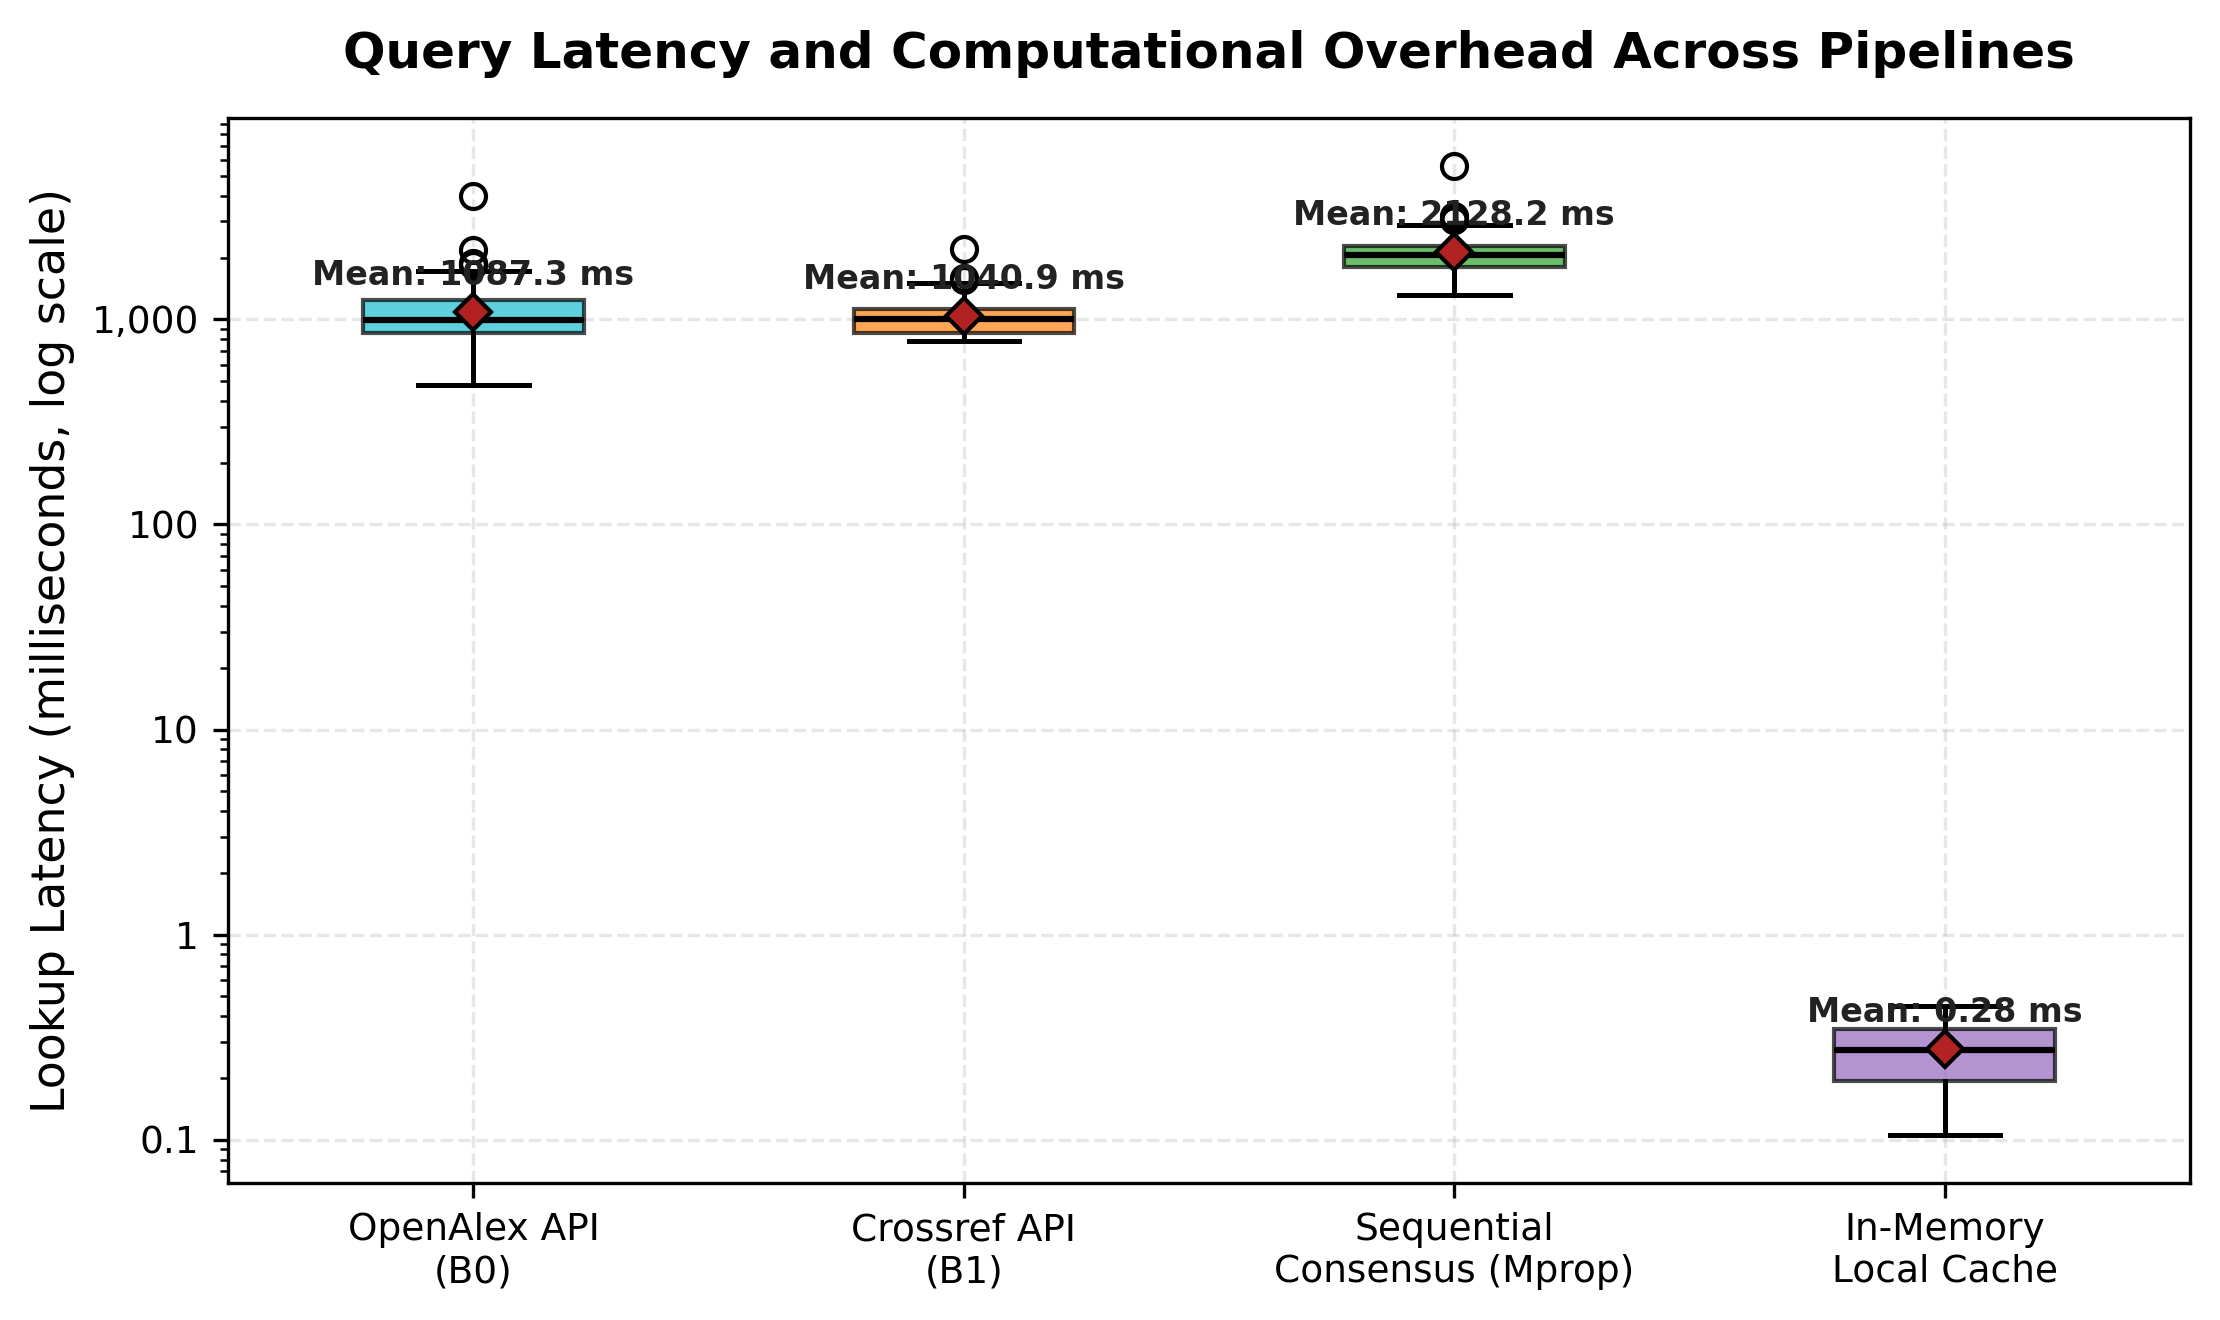 Query Latency and Computational Overhead Across Pipelines
Lookup Latency (milliseconds, log scale)
1,000
100
10
1
0.1
Mean: 1087.3 ms
Mean: 1040.9 ms
Mean: 2128.2 ms
Mean: 0.28 ms
OpenAlex API
(B0)
Crossref API
(B1)
Sequential
Consensus (Mprop)
In-Memory
Local Cache